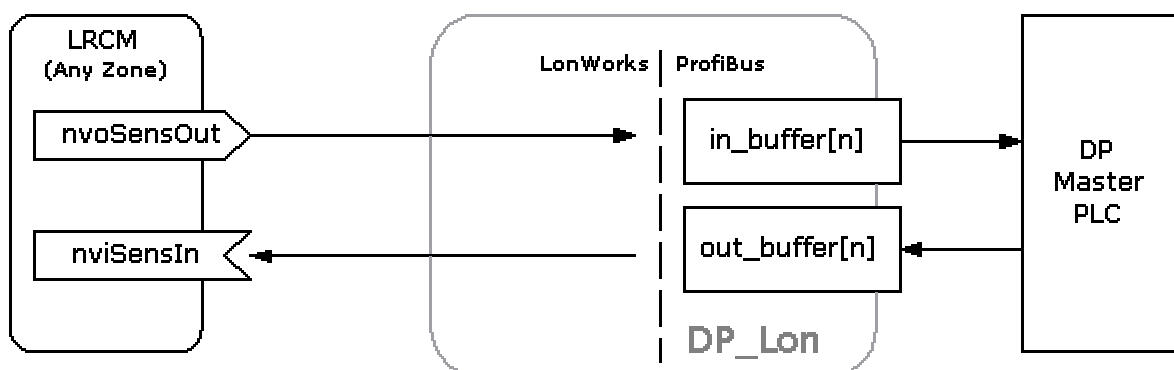 LRCM
(Any Zone)
nvoSensOut
nviSensIn
LonWorks
ProfiBus
in_buffer[n]
out_buffer[n]
DP_Lon
DP
Master
PLC